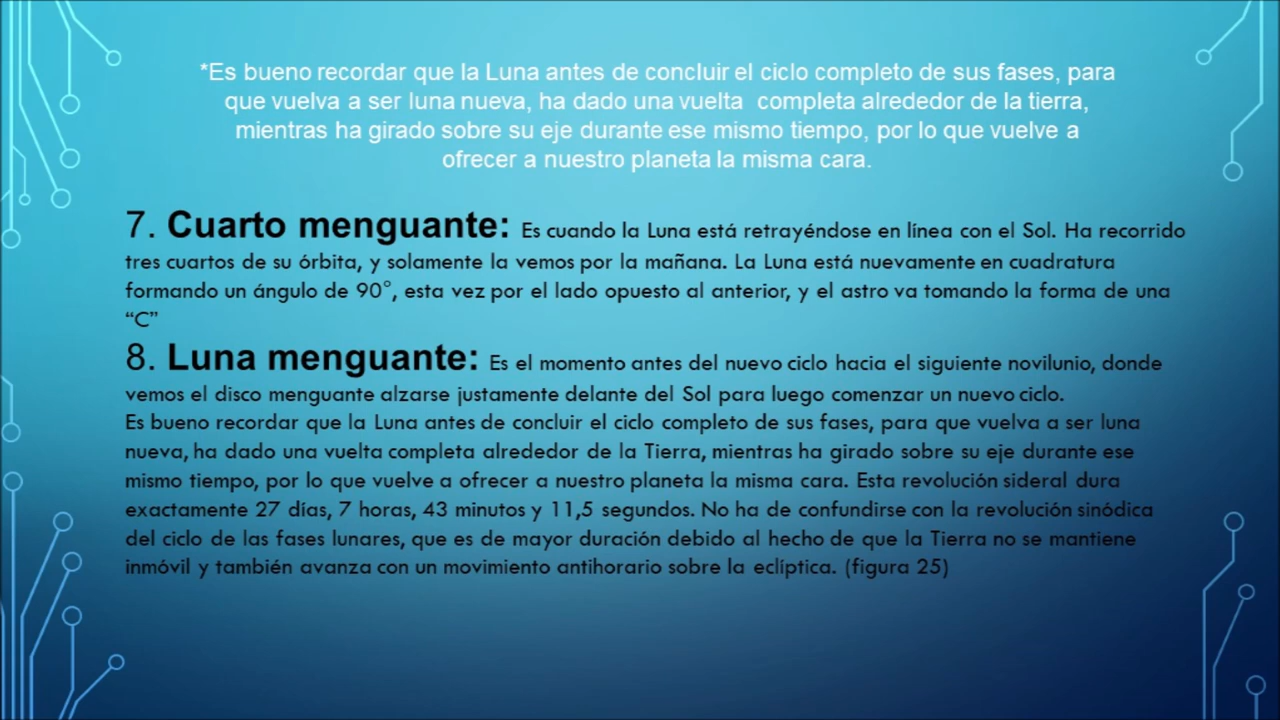 *Es bueno recordar que la Luna antes de concluir el ciclo completo de sus fases, para
que vuelva a ser luna nueva, ha dado una vuelta completa alrededor de la tierra,
mientras ha girado sobre su eje durante ese mismo tiempo, por lo que vuelve a
ofrecer a nuestro planeta la misma cara.
7. Cuarto menguante: Es cuando la Luna está retrayéndose en línea con el Sol. Ha recorrido
tres cuartos de su órbita, y solamente la vemos por la mañana. La Luna está nuevamente en cuadratura
formando un ángulo de 90°, esta vez por el lado opuesto al anterior, y el astro va tomando la forma de una
“C”
8. Luna menguante: Es el momento antes del nuevo ciclo hacia el siguiente novilunio, donde
vemos el disco menguante alzarse justamente delante del Sol para luego comenzar un nuevo ciclo.
Es bueno recordar que la Luna antes de concluir el ciclo completo de sus fases, para que vuelva a ser luna
nueva, ha dado una vuelta completa alrededor de la Tierra, mientras ha girado sobre su eje durante ese
mismo tiempo, por lo que vuelve a ofrecer a nuestro planeta la misma cara. Esta revolución sideral dura
exactamente 27 días, 7 horas, 43 minutos y 11,5 segundos. No ha de confundirse con la revolución sinódica
del ciclo de las fases lunares, que es de mayor duración debido al hecho de que la Tierra no se mantiene
inmóvil y también avanza con un movimiento antihorario sobre la eclíptica. (figura 25)